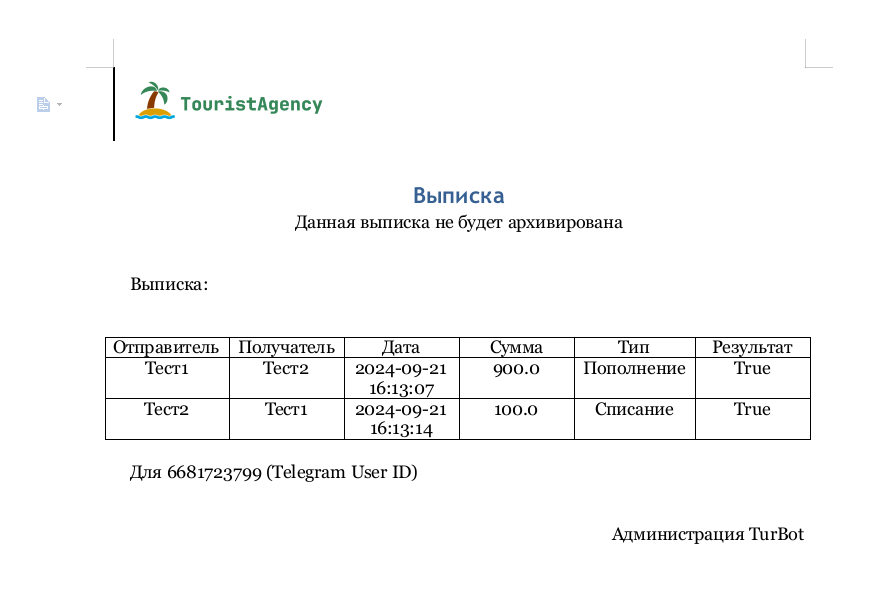 TouristAgency
Выписка
Данная выписка не будет архивирована
Выписка:
Отправитель Получатель Дата Сумма Тип Результат
Тест1 Тест2 2024-09-21 900.0 Пополнение True
16:13:07
Тест2 Тест1 2024-09-21 100.0 Списание True
16:13:14
Для 6681723799 (Telegram User ID)
Администрация TurBot